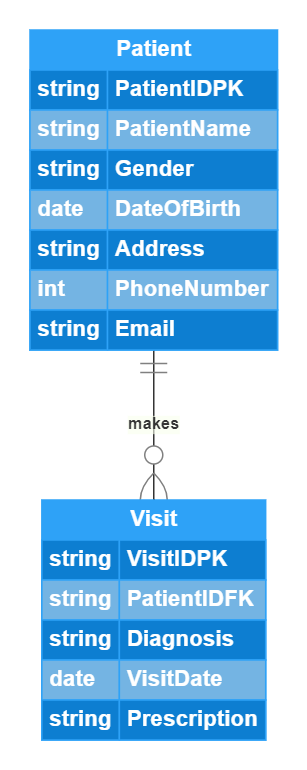 Patient
string PatientIDPK
string PatientName
string Gender
date DateOfBirth
string Address
int PhoneNumber
string Email
makes
Visit
string VisitIDPK
string PatientIDFK
string Diagnosis
date VisitDate
string Prescription